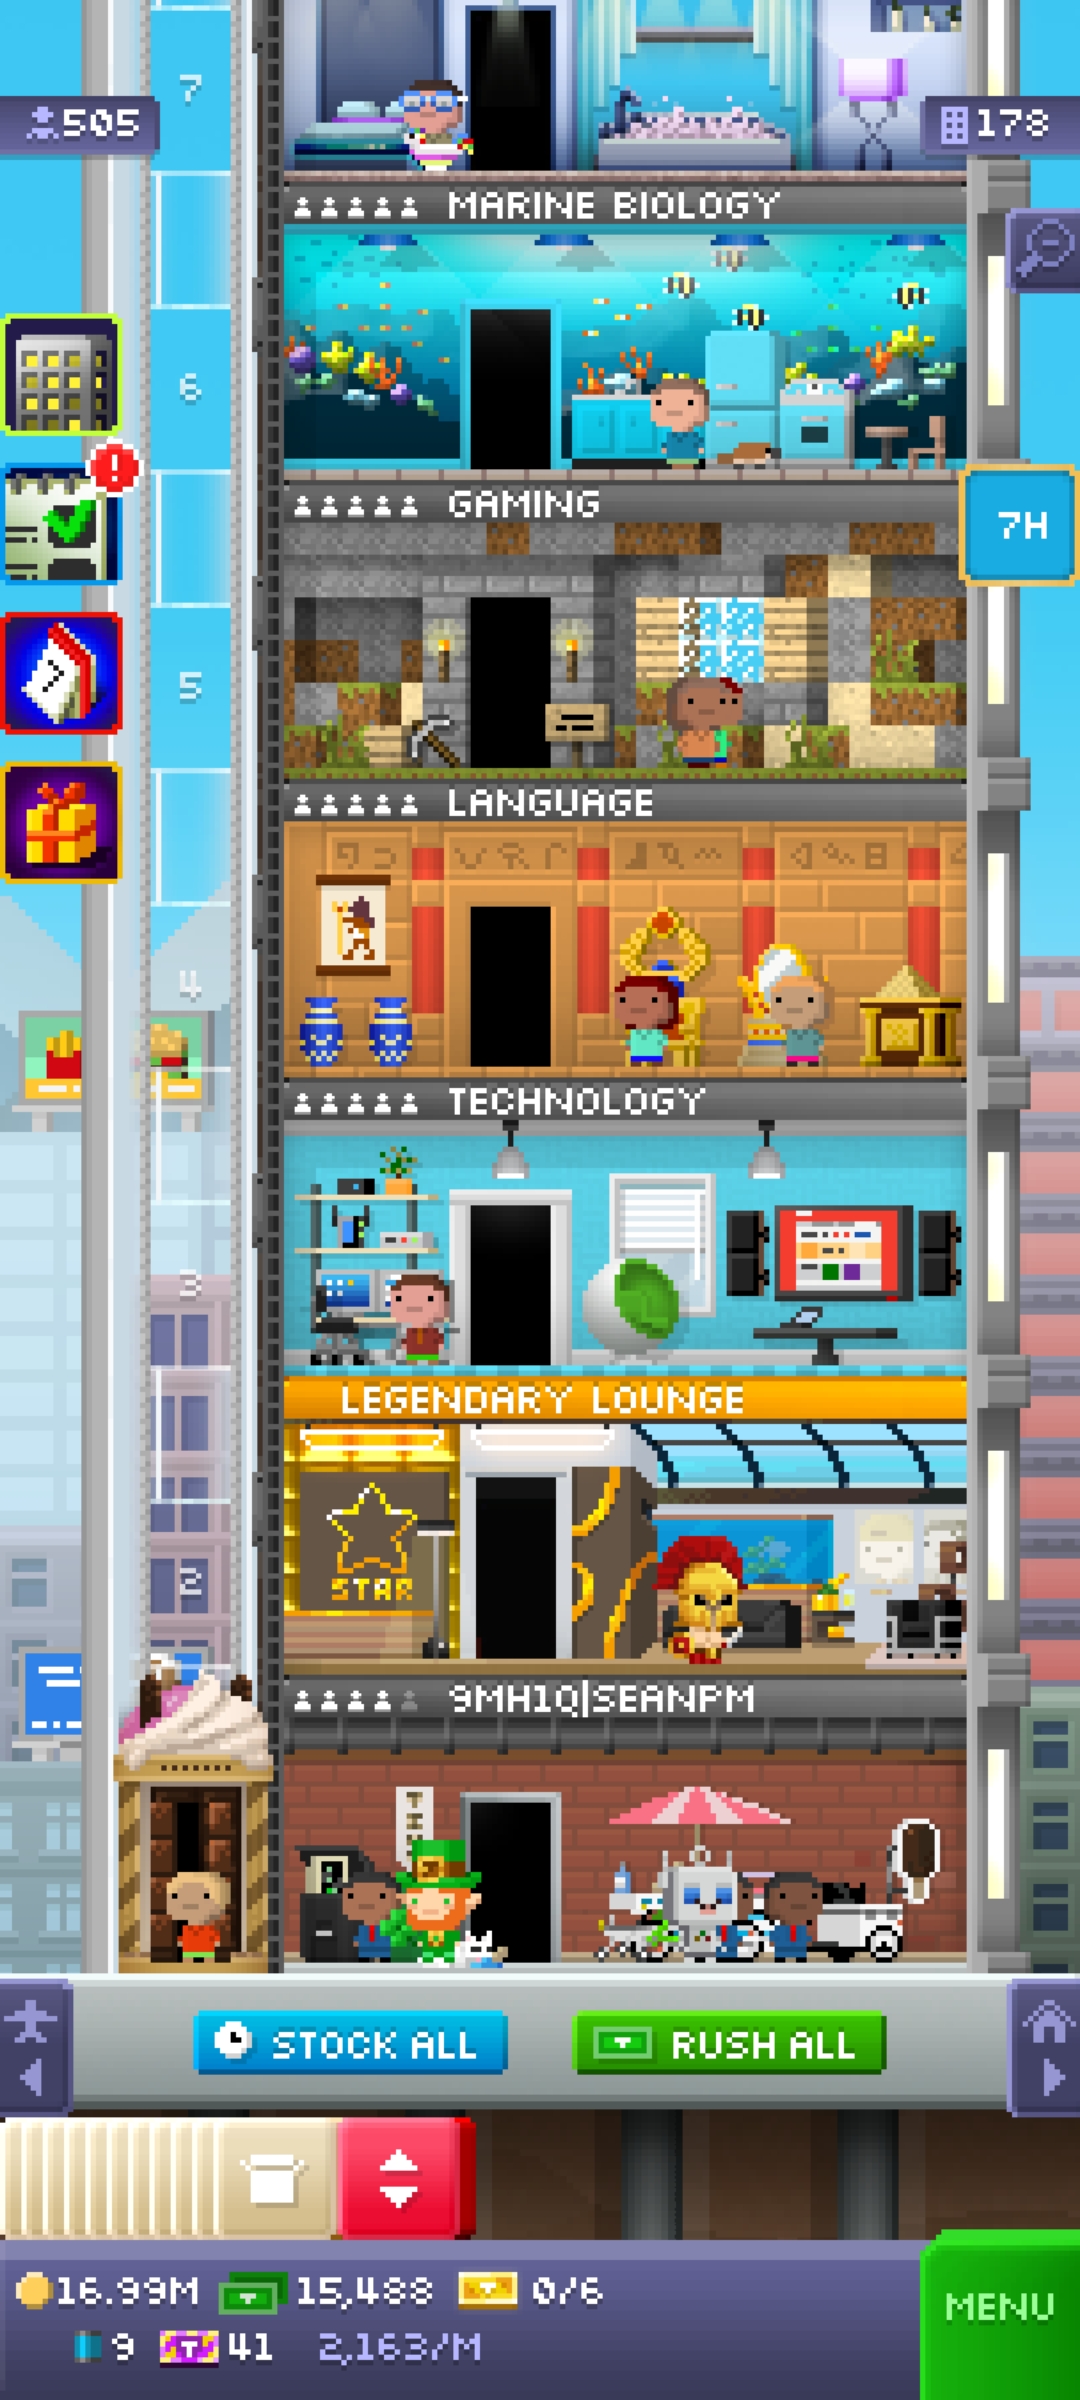 7
505
178
MARINE BIOLOGY
6
GAMING
7H
5
LANGUAGE
4
TECHNOLOGY
3
LEGENDARY LOUNGE
STAR
2
9MH1Q|SEANPM
STOCK ALL
RUSH ALL
16.99M 15,488 0/6
MENU
9 41 2,163/M